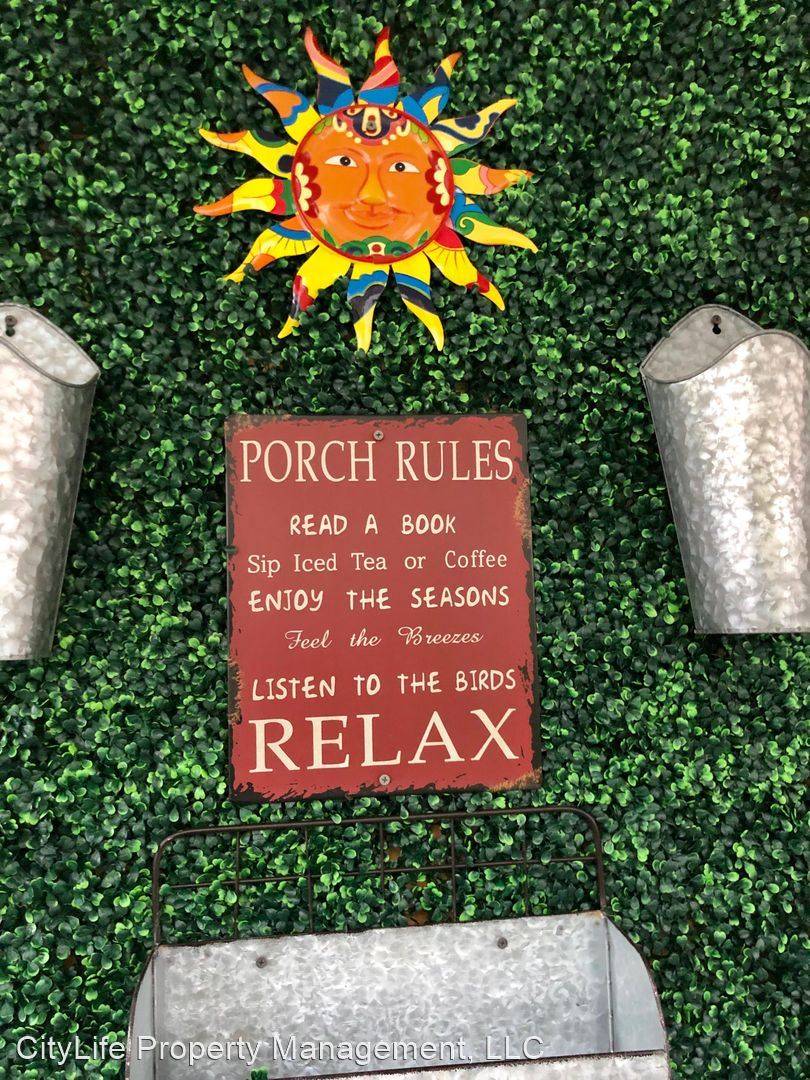 PORCH RULES
READ A BOOK
Sip Iced Tea or Coffee
ENJOY THE SEASONS
Feel the Breezes
LISTEN TO THE BIRDS
RELAX
CityLife Property Management, LLC